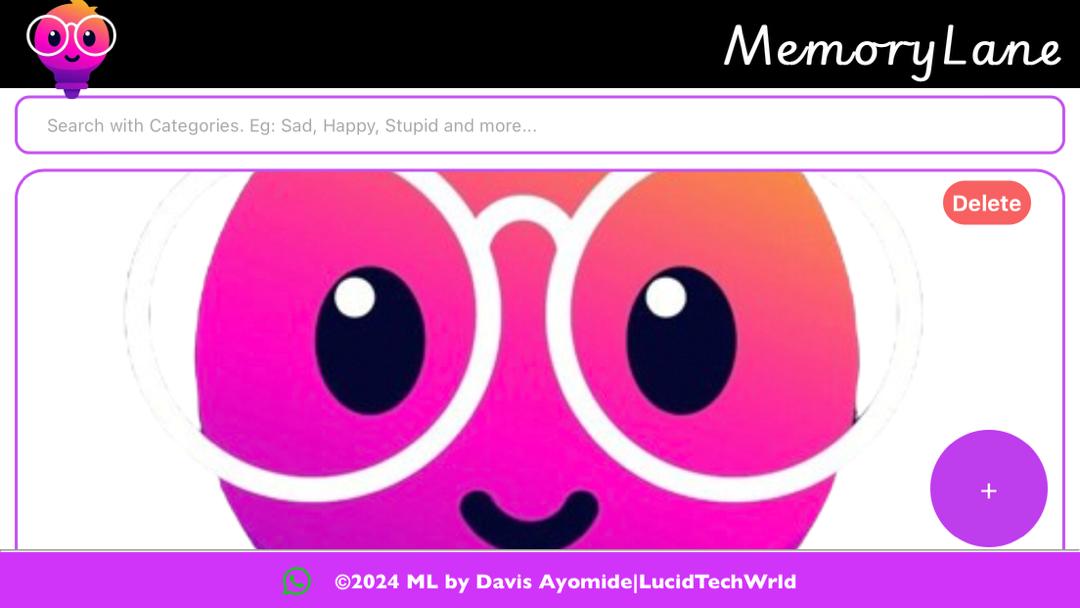 MemoryLane
Search with Categories. Eg: Sad, Happy, Stupid and more...
Delete
+
©2024 ML by Davis Ayomide|LucidTechWrld